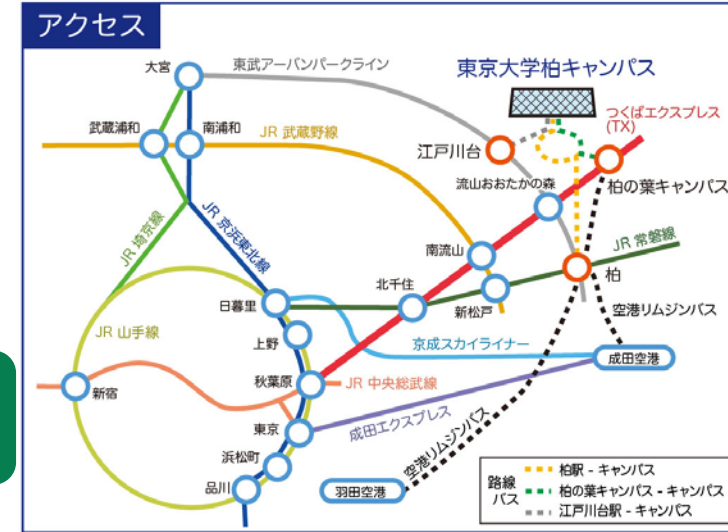 アクセス
大宮
東武アーバンパークライン
東京大学柏キャンパス
つくばエクスプレス
(TX)
武蔵浦和
南浦和
JR 武蔵野線
江戸川台
柏の葉キャンパス
流山おおたかの森
JR 埼京線
JR 京浜東北線
南流山
JR 常磐線
柏
北千住
日暮里
新松戸
空港リムジンバス
上野
JR 山手線
京成スカイライナー
成田空港
秋葉原
JR 中央総武線
新宿
東京
成田エクスプレス
空港リムジンバス
浜松町
品川
羽田空港
路線
バス
柏駅 - キャンパス
柏の葉キャンパス - キャンパス
江戸川台駅 - キャンパス